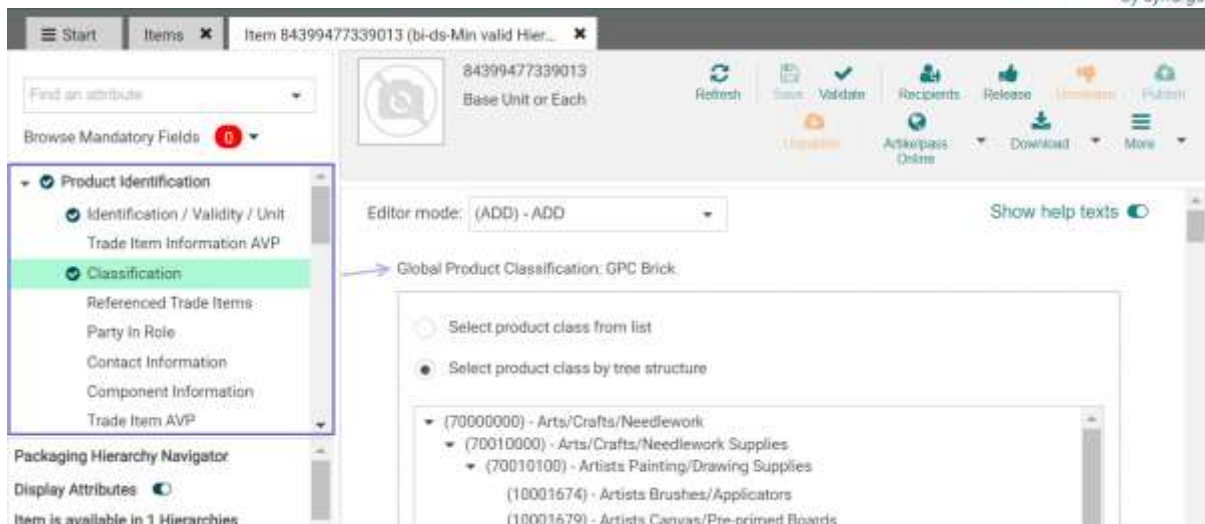 by syndigo
Start
Items
Item 84399477339013 (bi-ds-Min valid Hier...
Find an attribute
Browse Mandatory Fields 0
Product Identification
Identification / Validity / Unit
Trade Item Information AVP
Classification
Referenced Trade Items
Party In Role
Contact Information
Component Information
Trade Item AVP
Packaging Hierarchy Navigator
Display Attributes
Item is available in 1 Hierarchies
84399477339013
Base Unit or Each
Refresh
Save
Validate
Recipients
Release
Publish
Artikelpass
Online
Download
More
Editor mode: (ADD) - ADD
Show help texts
Global Product Classification: GPC Brick
Select product class from list
Select product class by tree structure
(70000000) - Arts/Crafts/Needlework
(70010000) - Arts/Crafts/Needlework Supplies
(70010100) - Artists Painting/Drawing Supplies
(10001674) - Artists Brushes/Applicators
(10001679) - Artists Canvas/Pre-primed Boards